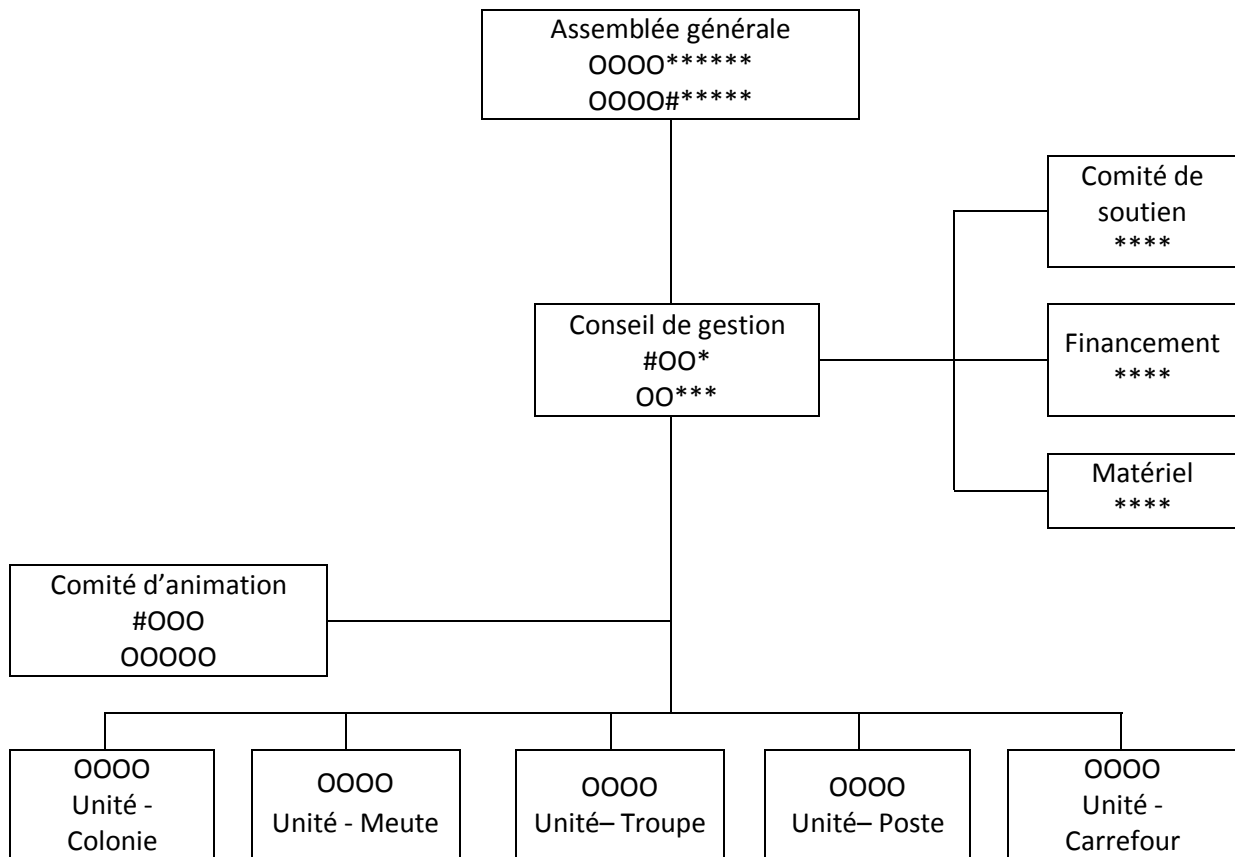 Assemblée générale
OOOO******
OOOO#*****
Comité de
soutien
****
Conseil de gestion
#OO*
OO***
Financement
****
Matériel
****
Comité d’animation
#OOO
OOOOO
OOOO
Unité -
Colonie
OOOO
Unité - Meute
OOOO
Unité– Troupe
OOOO
Unité– Poste
OOOO
Unité -
Carrefour